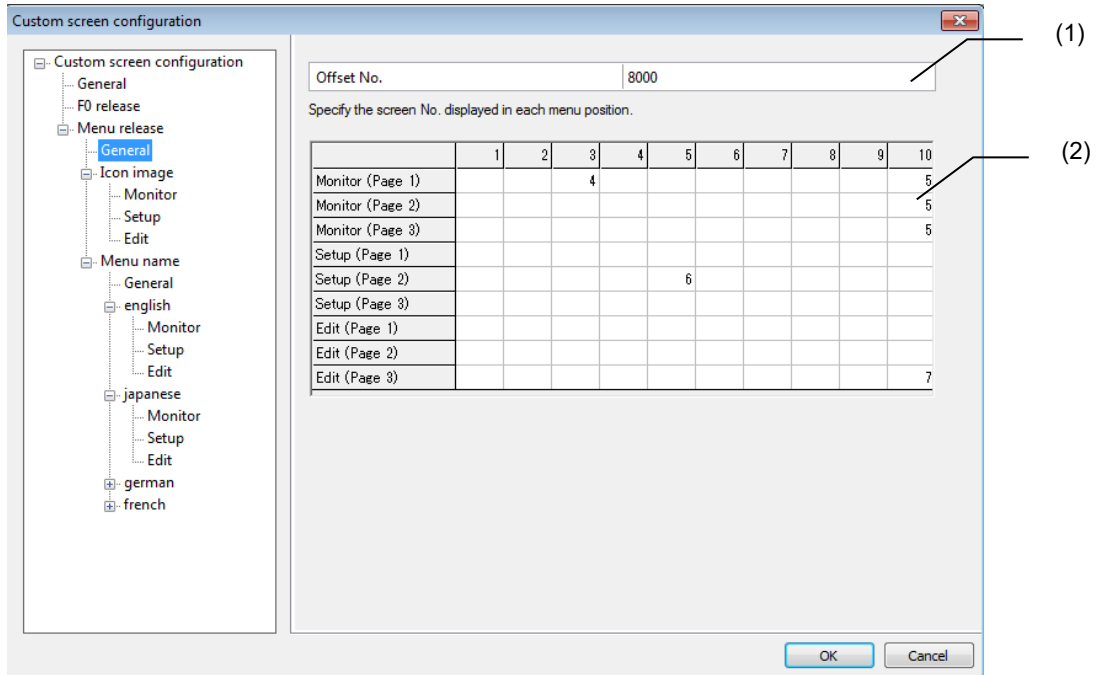 Custom screen configuration
(1)
Custom screen configuration
General
F0 release
Menu release
General
Icon image
Monitor
Setup
Edit
Menu name
General
english
Monitor
Setup
Edit
japanese
Monitor
Setup
Edit
german
french
Offset No. 8000
Specify the screen No. displayed in each menu position.
(2)
1 2 3 4 5 6 7 8 9 10
Monitor (Page 1) 4 5
Monitor (Page 2) 5
Monitor (Page 3) 5
Setup (Page 1)
Setup (Page 2) 6
Setup (Page 3)
Edit (Page 1)
Edit (Page 2)
Edit (Page 3) 7
OK Cancel